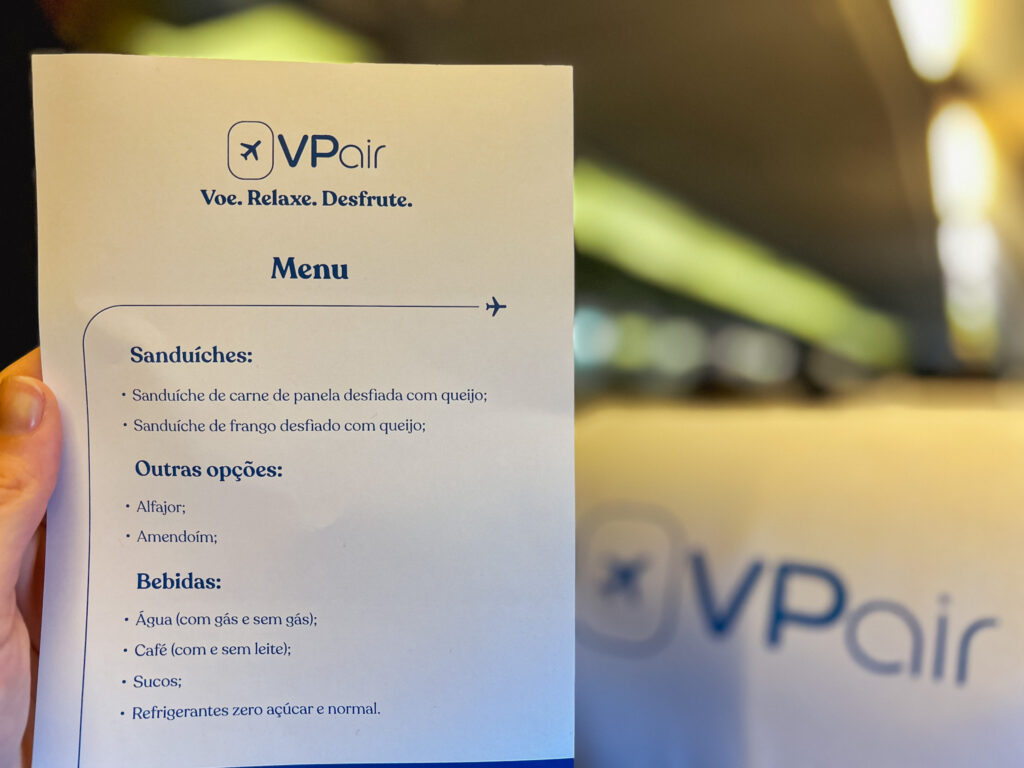 VPair
Voe. Relaxe. Desfrute.
Menu
Sanduíches:
• Sanduíche de carne de panela desfiada com queijo;
• Sanduíche de frango desfiado com queijo;
Outras opções:
• Alfajor;
• Amendoím;
Bebidas:
• Água (com gás e sem gás);
• Café (com e sem leite);
• Sucos;
• Refrigerantes zero açúcar e normal.
VPair